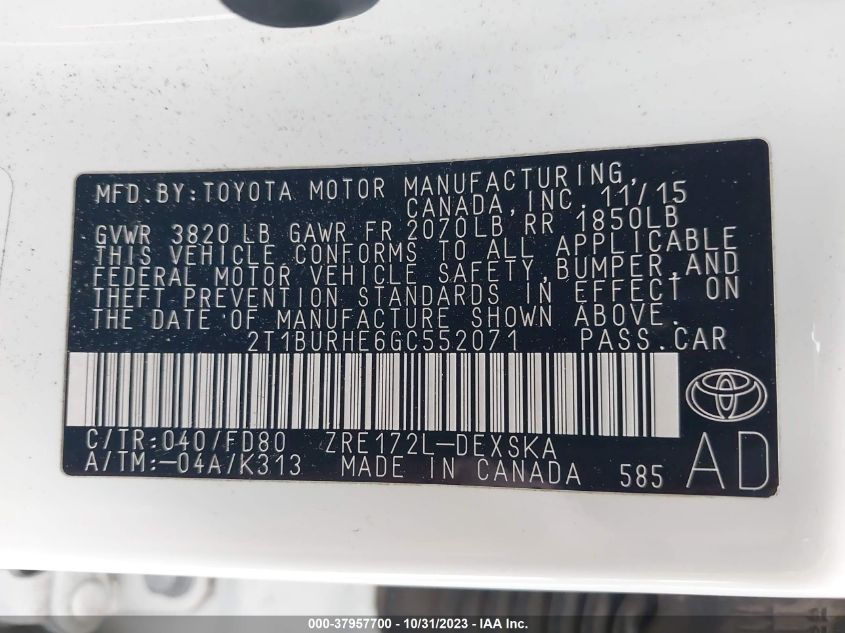 MFD.BY:TOYOTA MOTOR MANUFACTURING,
CANADA,INC. 11/15
GVWR 3820 LB GAWR FR 2070LB RR 1850LB
THIS VEHICLE CONFORMS TO ALL APPLICABLE
FEDERAL MOTOR VEHICLE SAFETY,BUMPER,AND
THEFT PREVENTION STANDARDS IN EFFECT ON
THE DATE OF MANUFACTURE SHOWN ABOVE.
2T1BURHE6GC552071 PASS.CAR
C/TR:040/FD80 ZRE172L-DEXSKA
A/TM:-04A/K313 MADE IN CANADA 585 AD
000-37957700 - 10/31/2023 - IAA Inc.